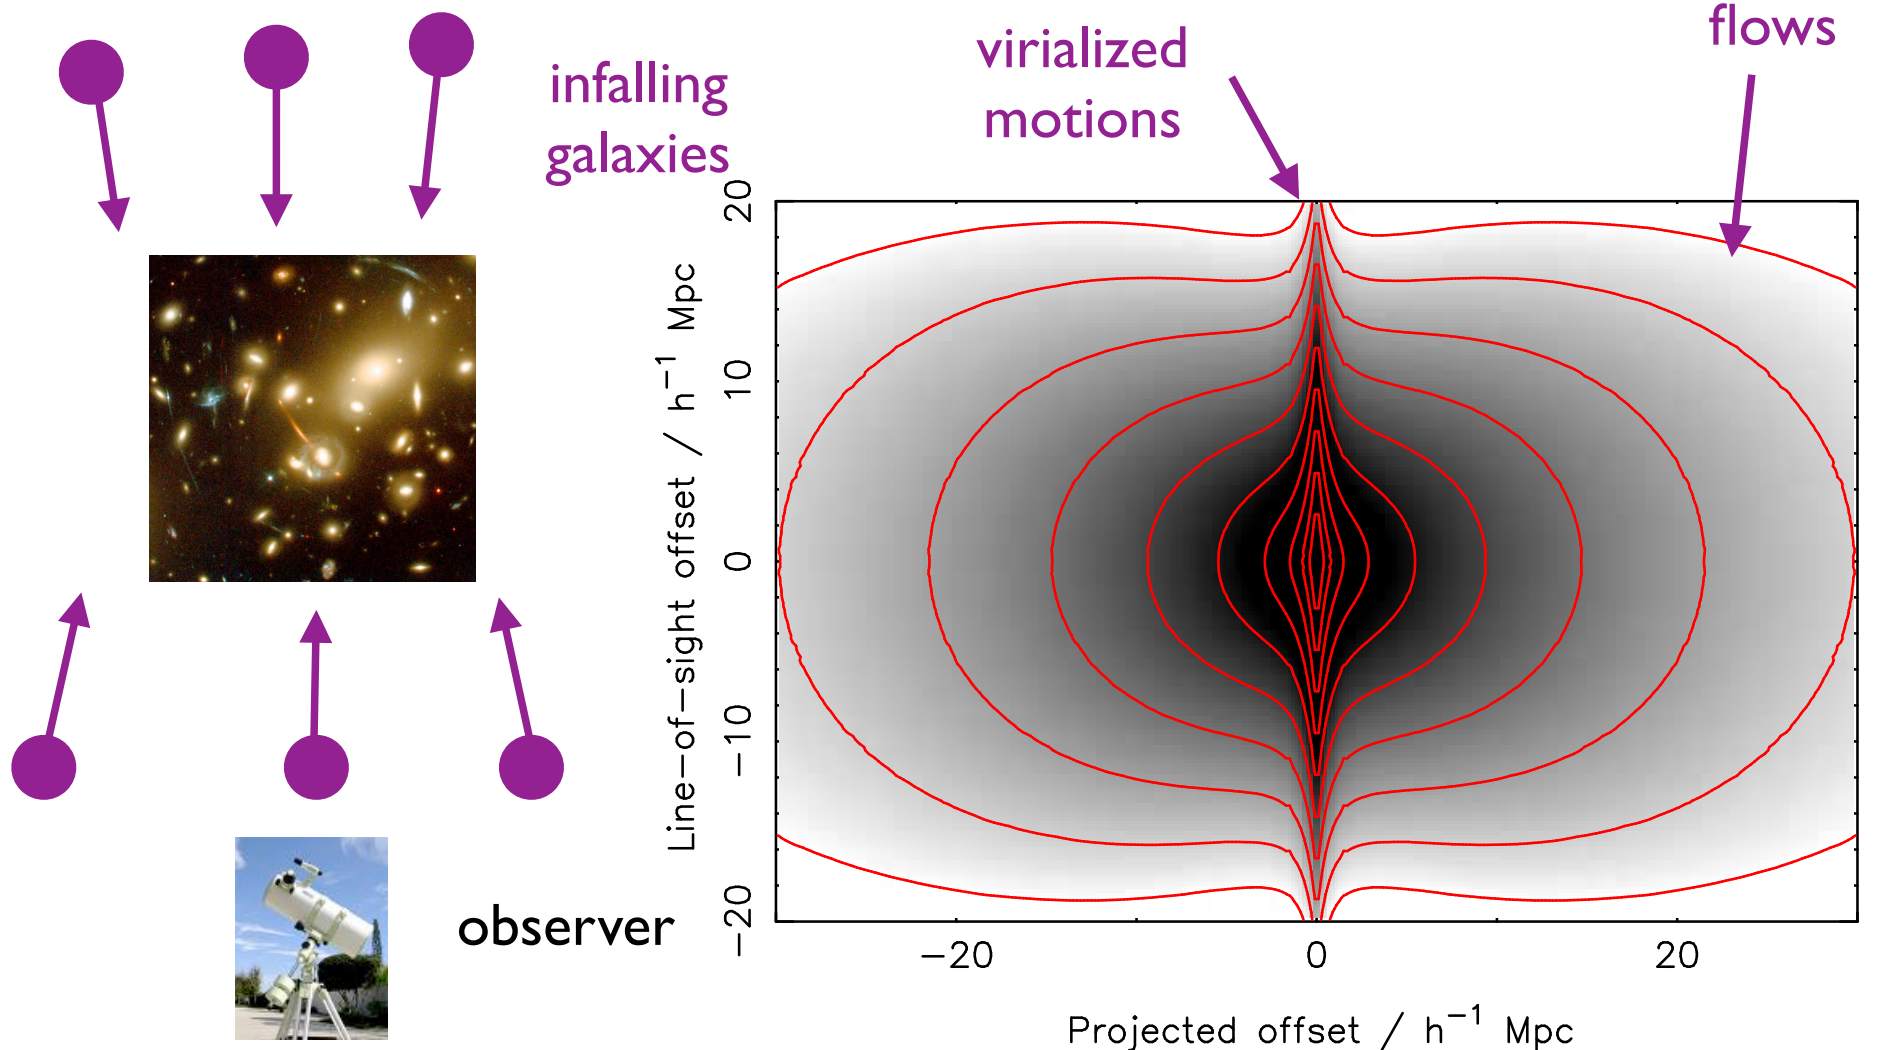 infalling
galaxies
virialized
motions
flows
observer
Line-of-sight offset / h⁻¹ Mpc
20
10
0
-10
-20
-20 0 20
Projected offset / h⁻¹ Mpc